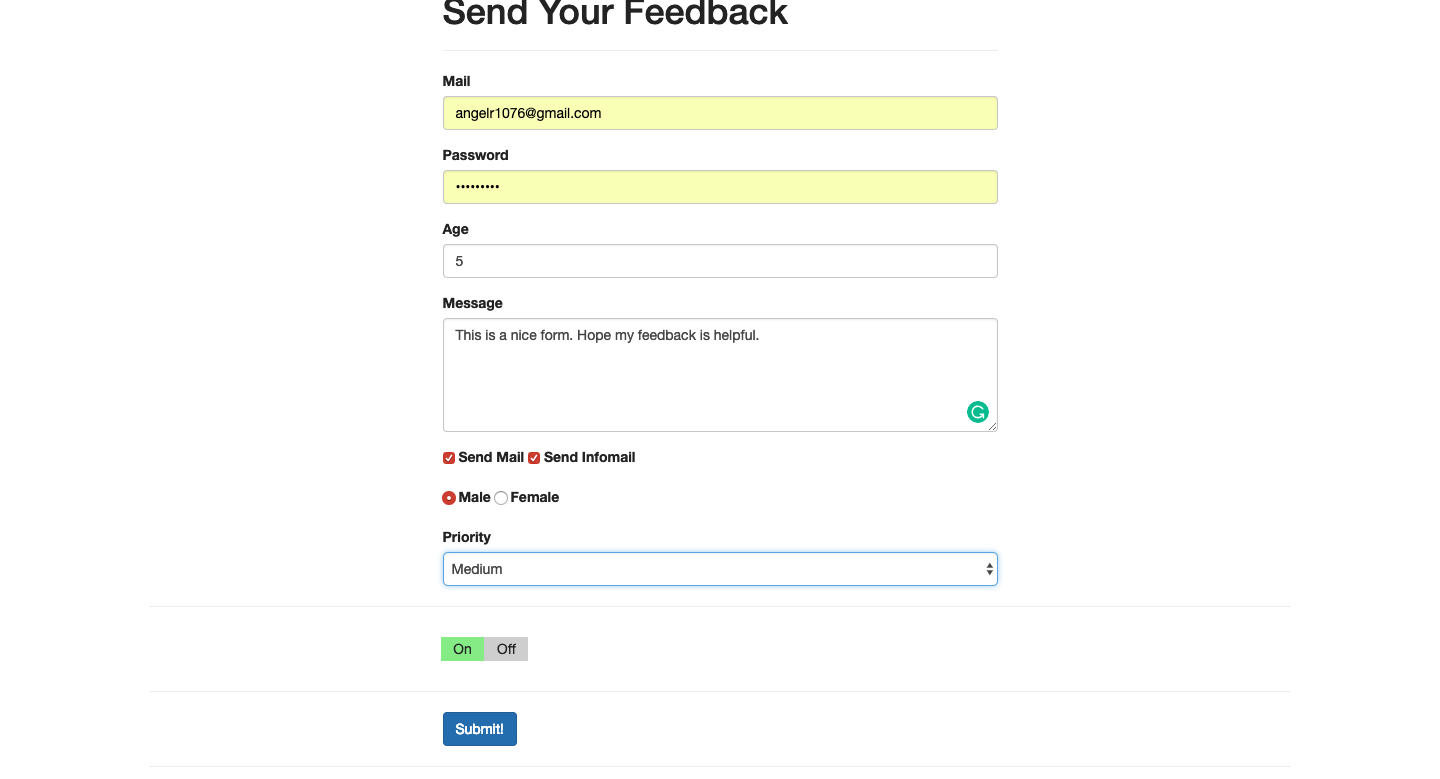 Send Your Feedback
Mail
angelr1076@gmail.com
Password
•••••••••
Age
5
Message
This is a nice form. Hope my feedback is helpful.
Send Mail Send Infomail
Male Female
Priority
Medium
On Off
Submit!